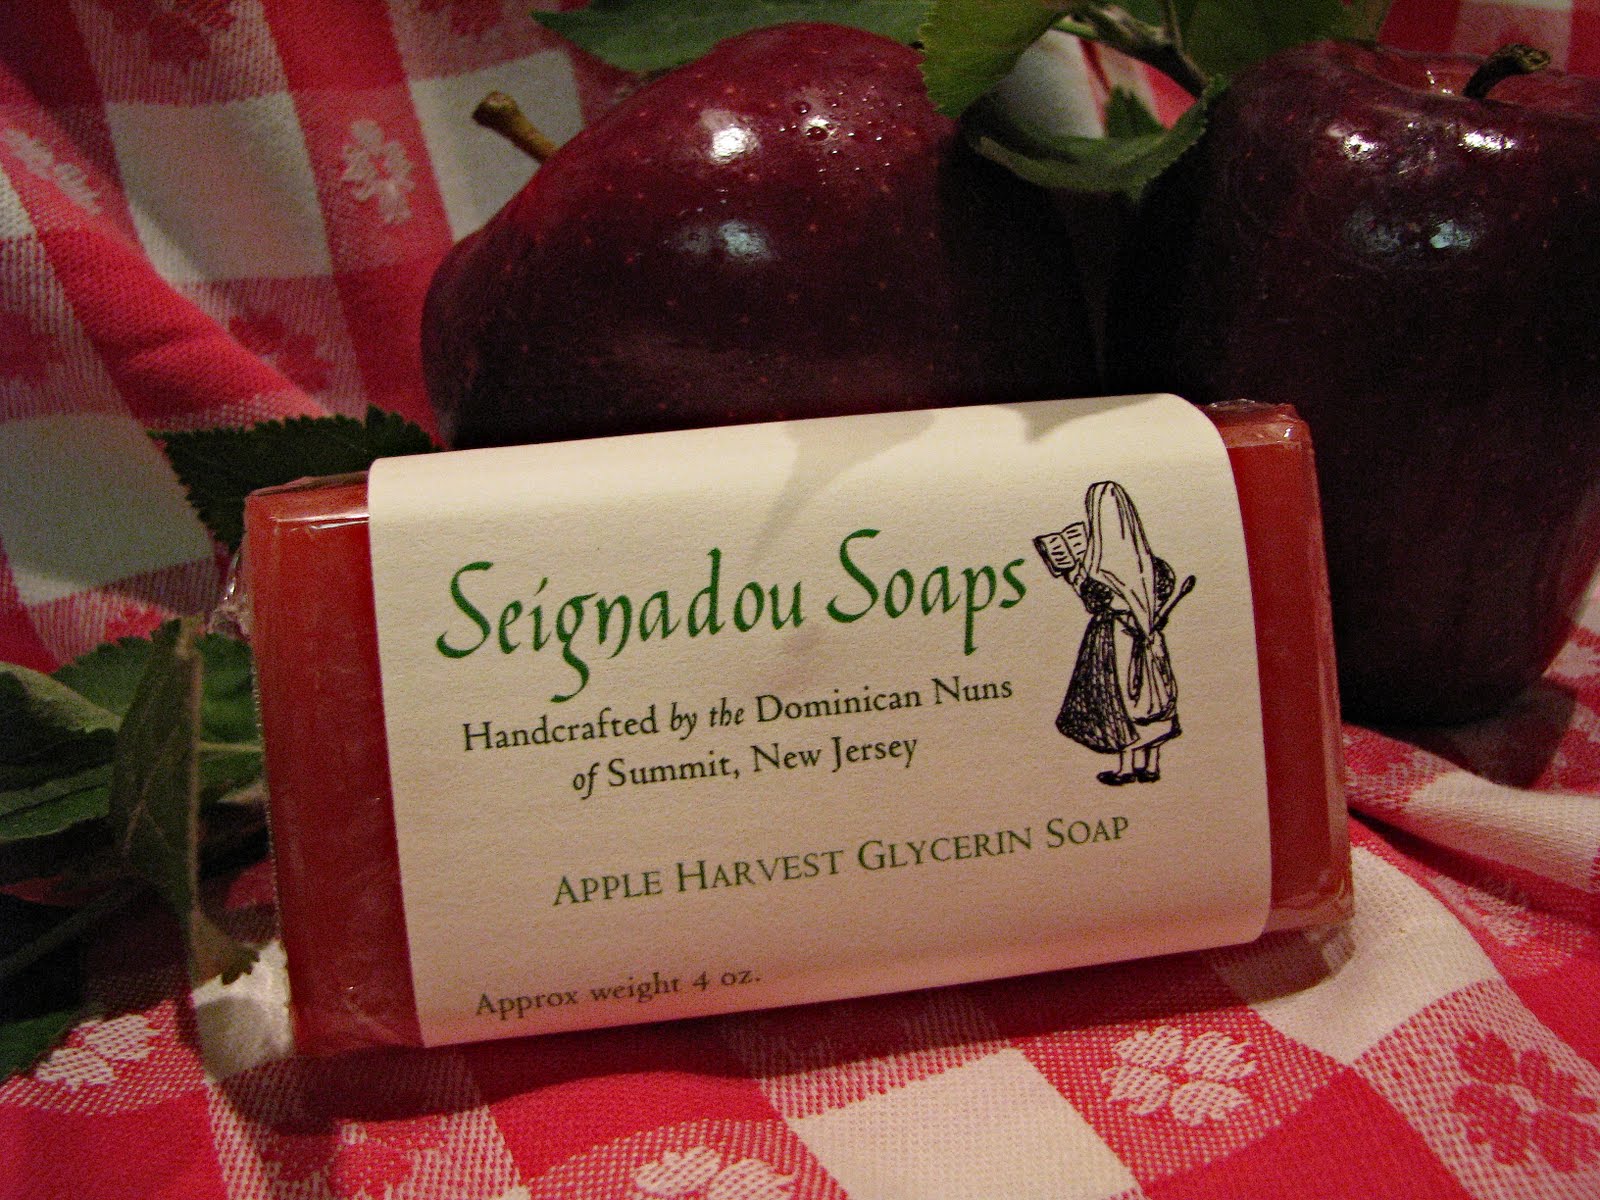 Seignadou Soaps
Handcrafted by the Dominican Nuns
of Summit, New Jersey
Apple Harvest Glycerin Soap
Approx weight 4 oz.